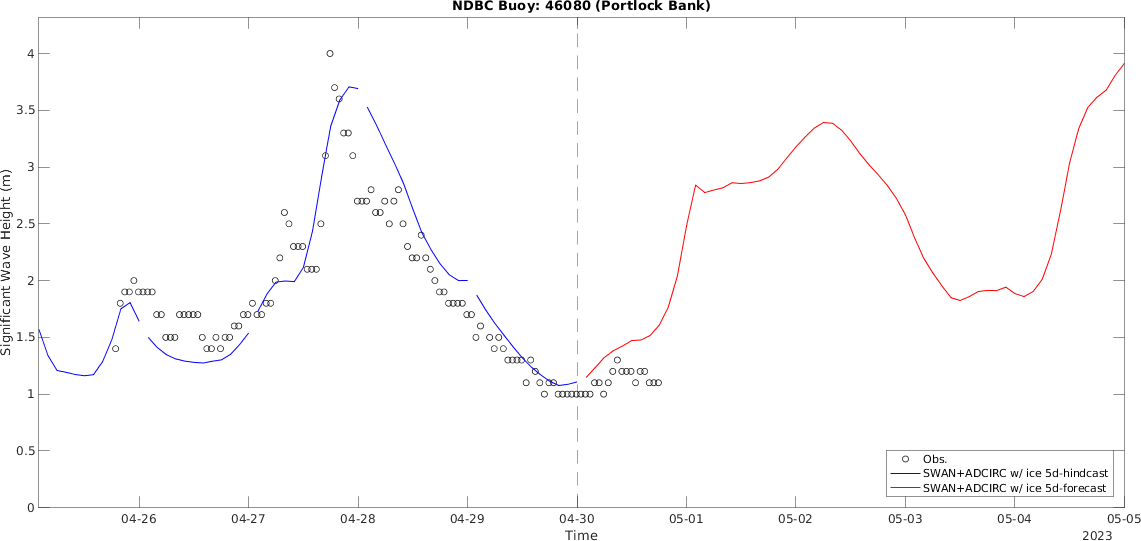 NDBC Buoy: 46080 (Portlock Bank)
4
3.5
3
2.5
2
1.5
1
0.5
0
Significant Wave Height (m)
Obs.
SWAN+ADCIRC w/ ice 5d-hindcast
SWAN+ADCIRC w/ ice 5d-forecast
04-26 04-27 04-28 04-29 04-30 05-01 05-02 05-03 05-04 05-05
Time
2023